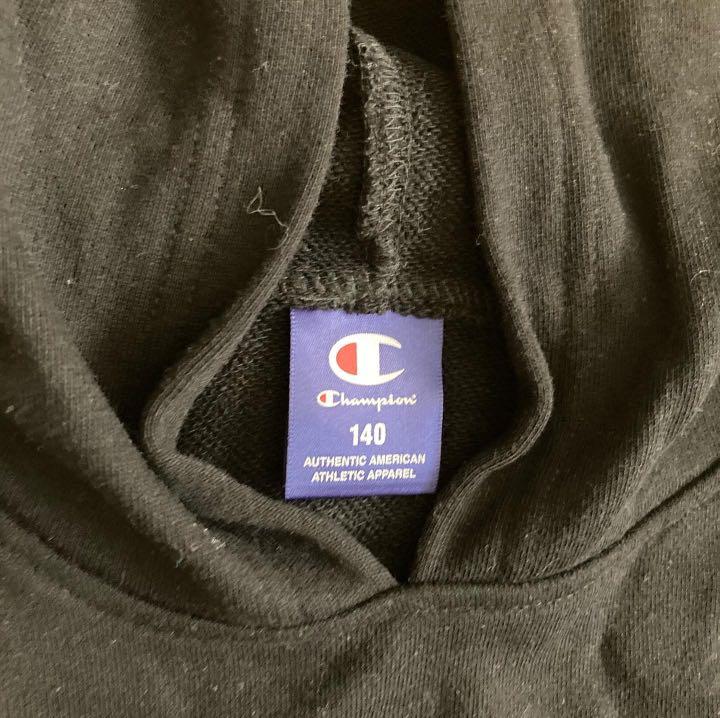 Champion
140
AUTHENTIC AMERICAN
ATHLETIC APPAREL